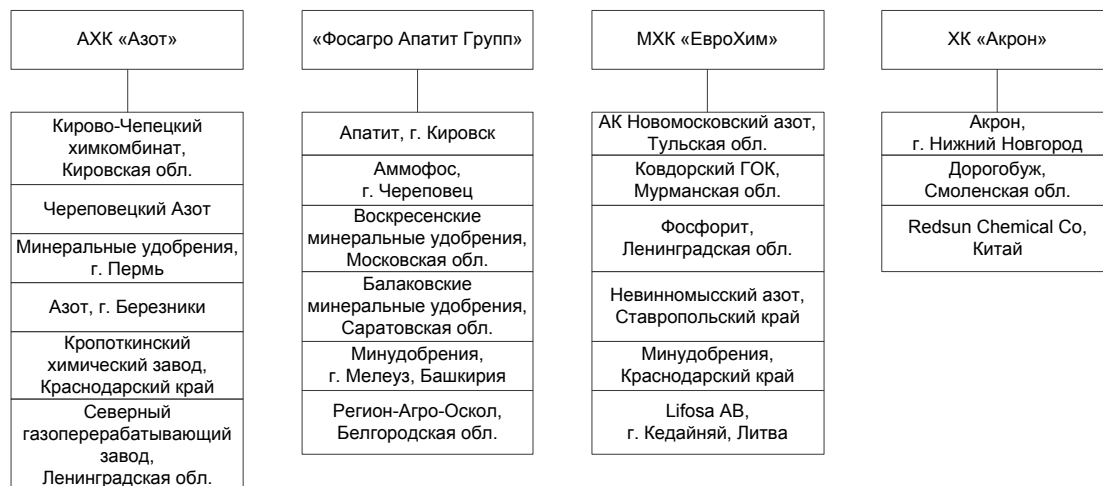 АХК «Азот»
Кирово-Чепецкий
химкомбинат,
Кировская обл.
Череповецкий Азот
Минеральные удобрения,
г. Пермь
Азот, г. Березники
Кропоткинский
химический завод,
Краснодарский край
Северный
газоперерабатывающий
завод,
Ленинградская обл.
«Фосагро Апатит Групп»
Апатит, г. Кировск
Аммофос,
г. Череповец
Воскресенские
минеральные удобрения,
Московская обл.
Балаковские
минеральные удобрения,
Саратовская обл.
Минудобрения,
г. Мелеуз, Башкирия
Регион-Агро-Оскол,
Белгородская обл.
МХК «ЕвроХим»
АК Новомосковский азот,
Тульская обл.
Ковдорский ГОК,
Мурманская обл.
Фосфорит,
Ленинградская обл.
Невинномысский азот,
Ставропольский край
Минудобрения,
Краснодарский край
Lifosa AB,
г. Кедайняй, Литва
ХК «Акрон»
Акрон,
г. Нижний Новгород
Дорогобуж,
Смоленская обл.
Redsun Chemical Co,
Китай